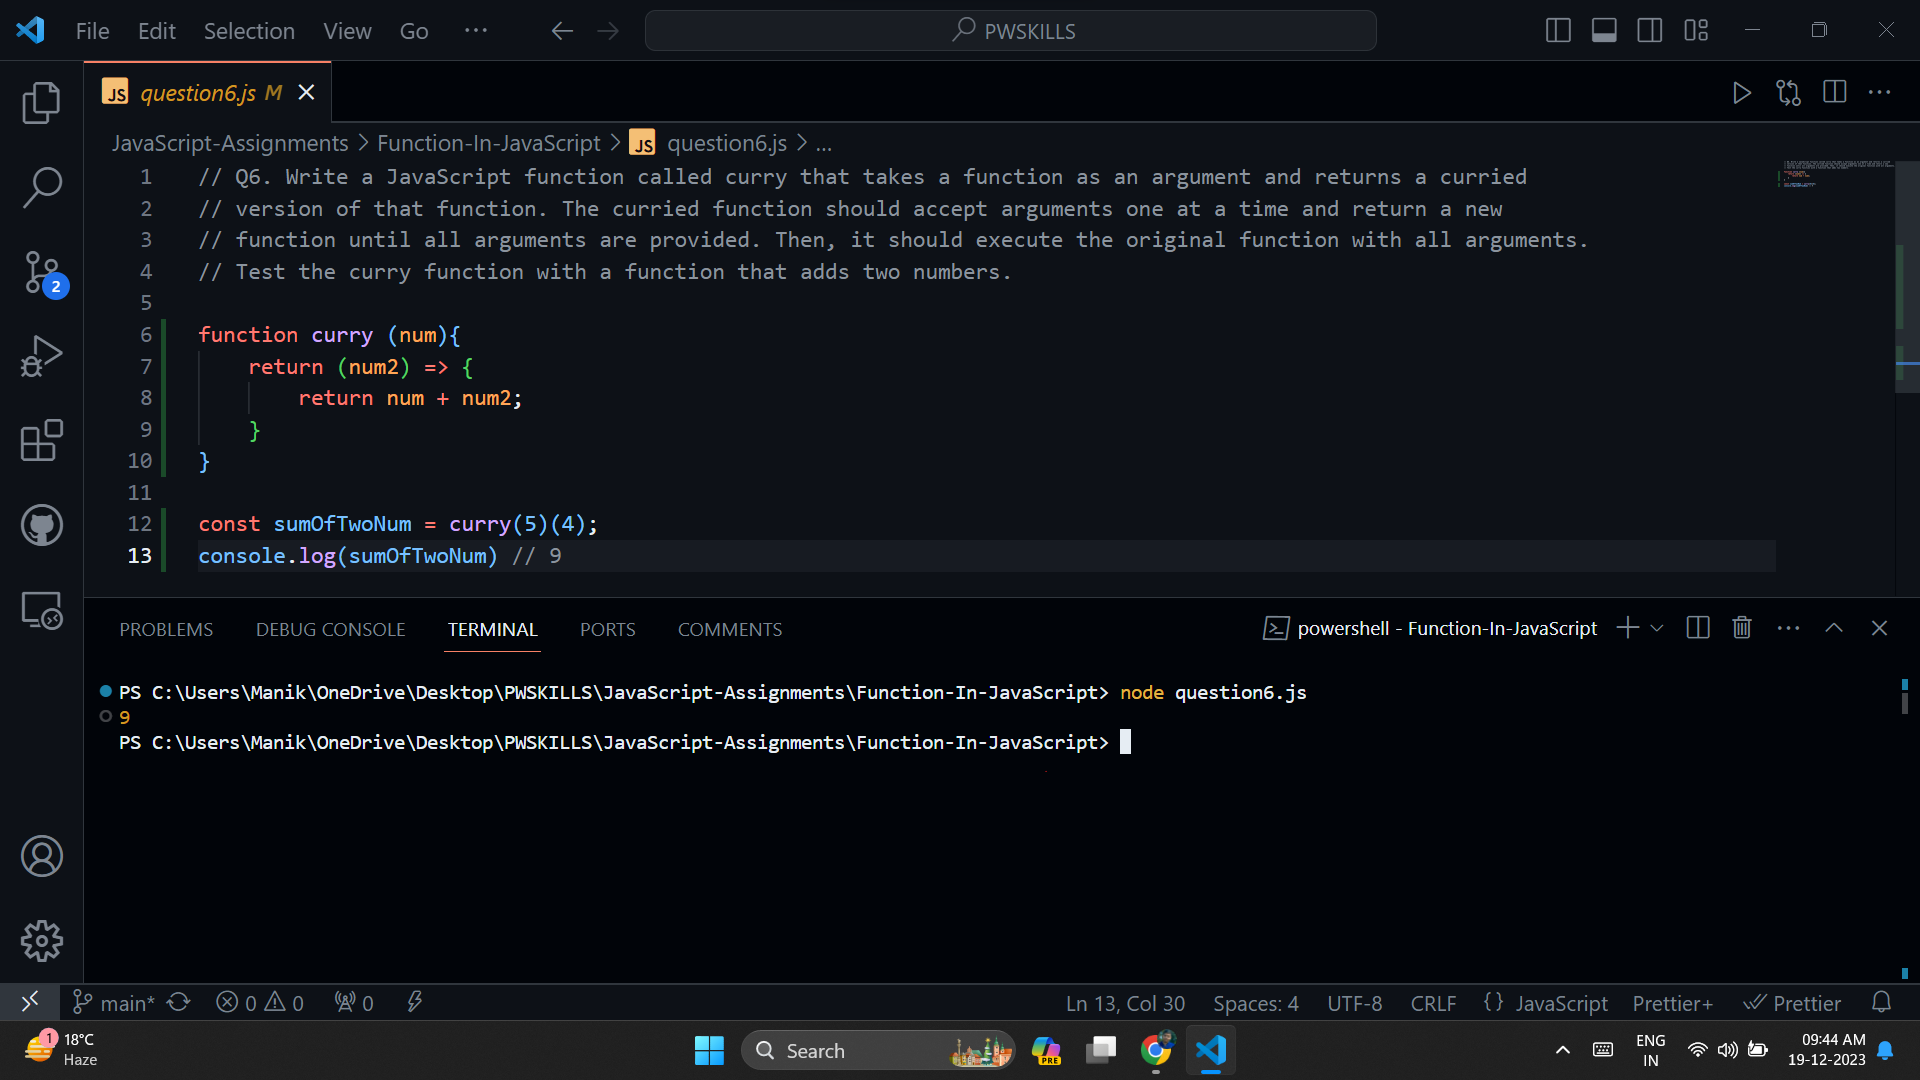 File Edit Selection View Go ···
PWSKILLS
JS question6.js M
JavaScript-Assignments > Function-In-JavaScript > JS question6.js > ...
1 // Q6. Write a JavaScript function called curry that takes a function as an argument and returns a curried
2 // version of that function. The curried function should accept arguments one at a time and return a new
3 // function until all arguments are provided. Then, it should execute the original function with all arguments.
4 // Test the curry function with a function that adds two numbers.
5
6 function curry (num){
7 return (num2) => {
8 return num + num2;
9 }
10 }
11
12 const sumOfTwoNum = curry(5)(4);
13 console.log(sumOfTwoNum) // 9
2
PROBLEMS DEBUG CONSOLE TERMINAL PORTS COMMENTS
powershell - Function-In-JavaScript
PS C:\Users\Manik\OneDrive\Desktop\PWSKILLS\JavaScript-Assignments\Function-In-JavaScript> node question6.js
9
PS C:\Users\Manik\OneDrive\Desktop\PWSKILLS\JavaScript-Assignments\Function-In-JavaScript>
main* 0 0 0
Ln 13, Col 30 Spaces: 4 UTF-8 CRLF {} JavaScript Prettier+ Prettier
1 18°C
Haze
Search
PRE
ENG
IN
09:44 AM
19-12-2023